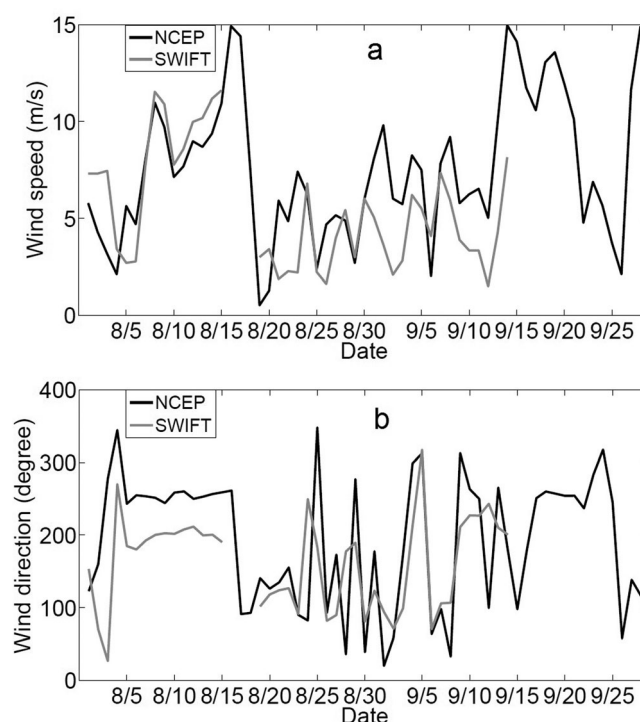 a
NCEP
SWIFT
Wind speed (m/s)
15
10
5
0
8/5 8/10 8/15 8/20 8/25 8/30 9/5 9/10 9/15 9/20 9/25
Date
b
NCEP
SWIFT
Wind direction (degree)
400
300
200
100
0
8/5 8/10 8/15 8/20 8/25 8/30 9/5 9/10 9/15 9/20 9/25
Date